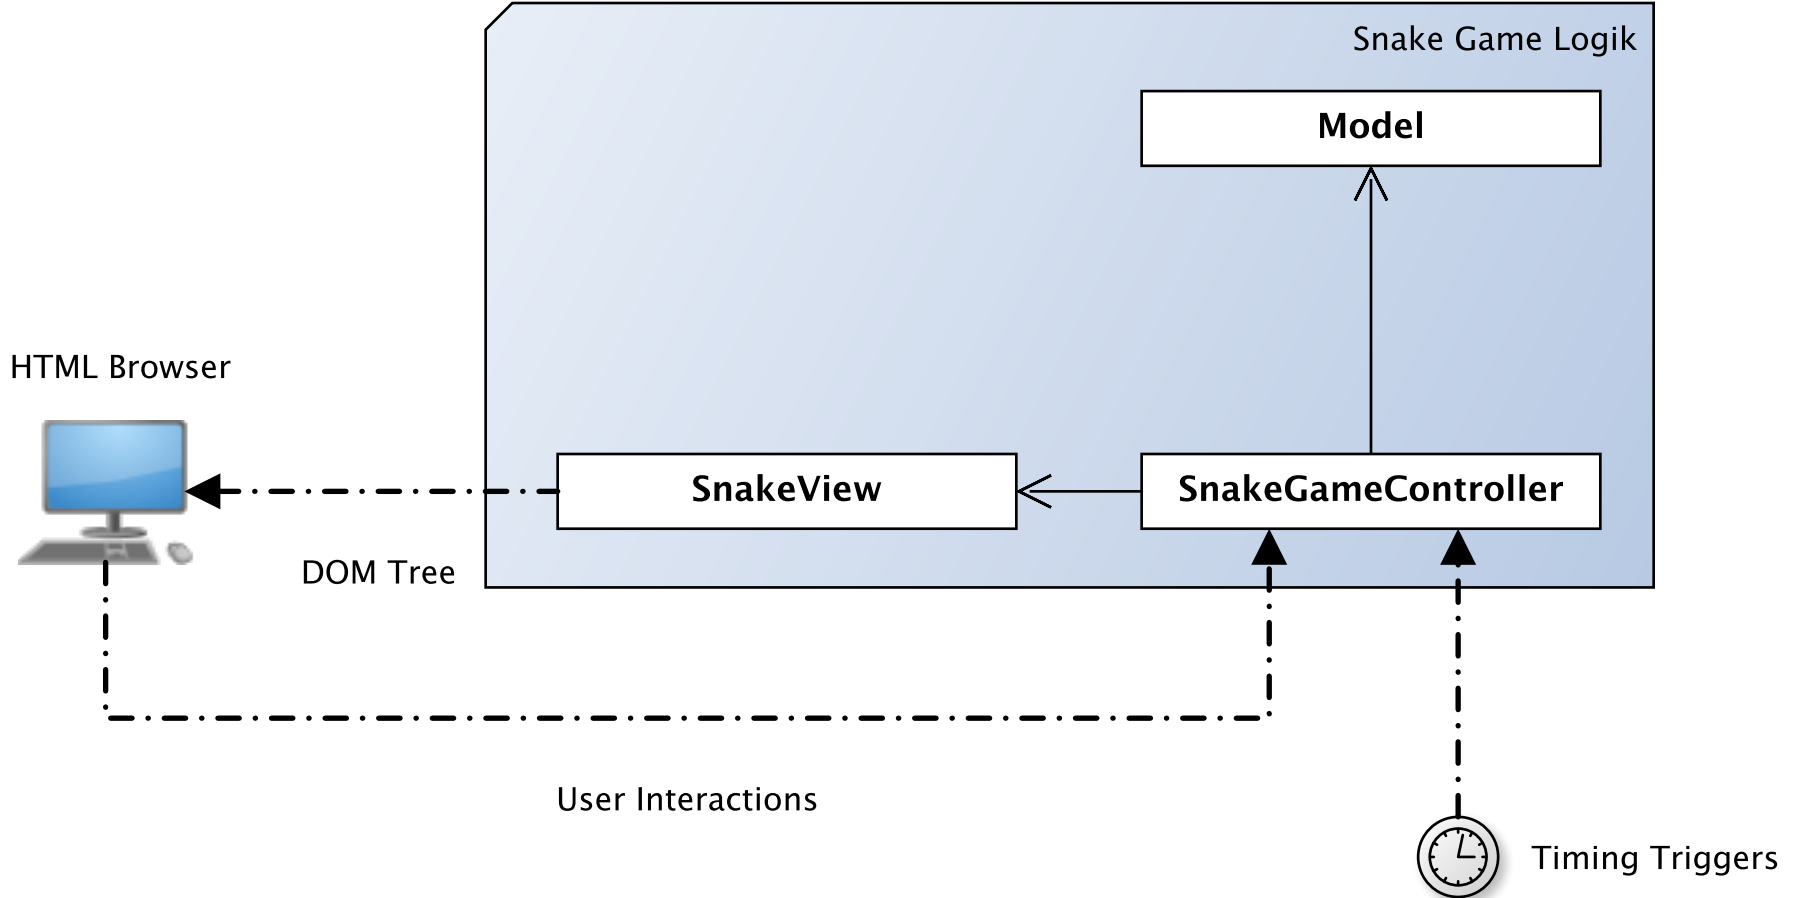 Snake Game Logik
Model
HTML Browser
SnakeView
SnakeGameController
DOM Tree
User Interactions
Timing Triggers